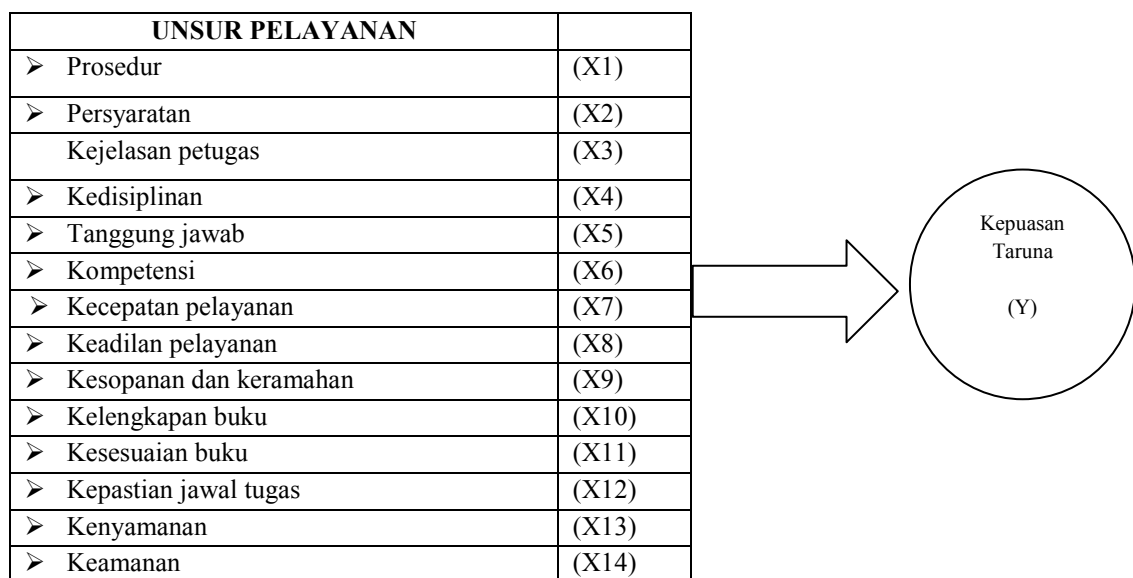 UNSUR PELAYANAN
➢ Prosedur (X1)
➢ Persyaratan (X2)
Kejelasan petugas (X3)
➢ Kedisiplinan (X4)
➢ Tanggung jawab (X5)
➢ Kompetensi (X6)
➢ Kecepatan pelayanan (X7)
➢ Keadilan pelayanan (X8)
➢ Kesopanan dan keramahan (X9)
➢ Kelengkapan buku (X10)
➢ Kesesuaian buku (X11)
➢ Kepastian jawal tugas (X12)
➢ Kenyamanan (X13)
➢ Keamanan (X14)
Kepuasan
Taruna
(Y)